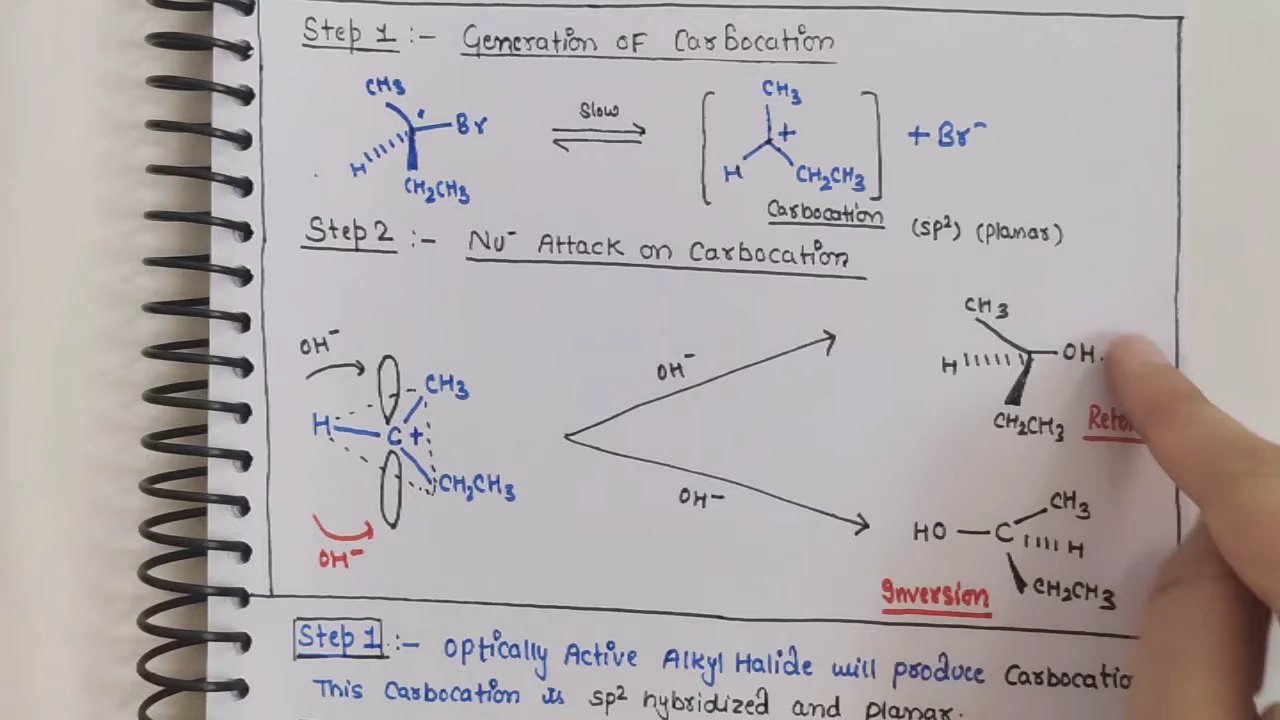 Step 1 :- Generation OF Carbocation
CH3
Br
H
CH2CH3
Slow
CH3
+
H
CH2CH3
+ Br-
Carbocation
(sp²) (planar)
Step 2 :- Nu- Attack on Carbocation
OH-
H
C +
CH3
CH2CH3
OH-
OH-
OH-
CH3
H
OH
CH2CH3
HO
C
CH3
H
CH2CH3
Inversion
Step 1 :- Optically Active Alkyl Halide will produce Carbocatio
This Carbocation is sp² hybridized and planar.